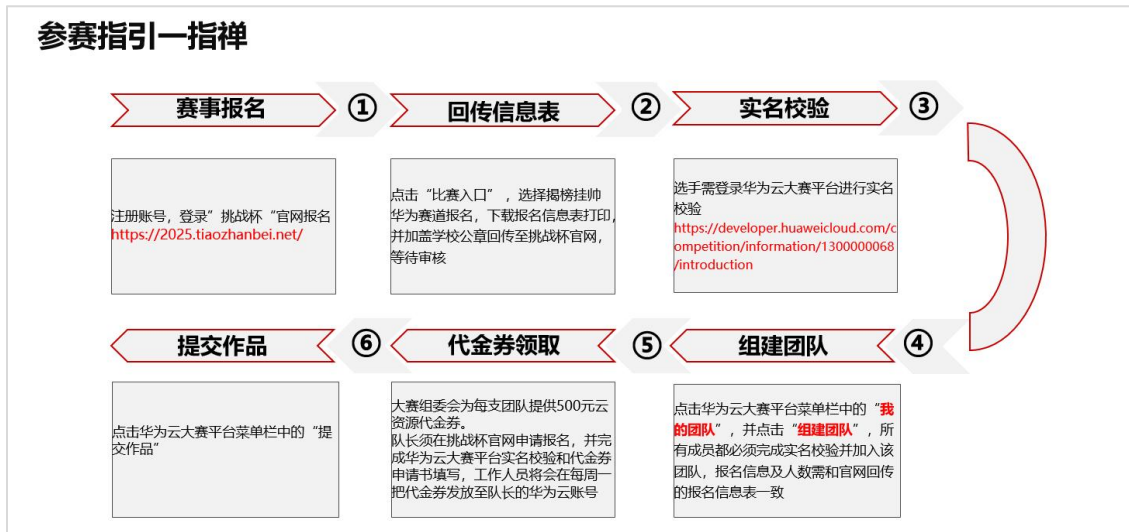 参赛指引一指禅
赛事报名
①
回传信息表
②
实名校验
③
注册账号，登录”挑战杯“官网报名
https://2025.tiaozhanbei.net/
点击“比赛入口”，选择揭榜挂帅
华为赛道报名，下载报名信息表打印，
并加盖学校公章回传至挑战杯官网，
等待审核
选手需登录华为云大赛平台进行实名
校验
https://developer.huaweicloud.com/c
ompetition/information/1300000068
/introduction
提交作品
⑥
代金券领取
⑤
组建团队
④
点击华为云大赛平台菜单栏中的“提
交作品”
大赛组委会为每支团队提供500元云
资源代金券。
队长须在挑战杯官网申请报名，并完
成华为云大赛平台实名校验和代金券
申请书填写，工作人员将会在每周一
把代金券发放至队长的华为云账号
点击华为云大赛平台菜单栏中的“我
的团队”，并点击“组建团队”，所
有成员都必须完成实名校验并加入该
团队，报名信息及人数需和官网回传
的报名信息表一致